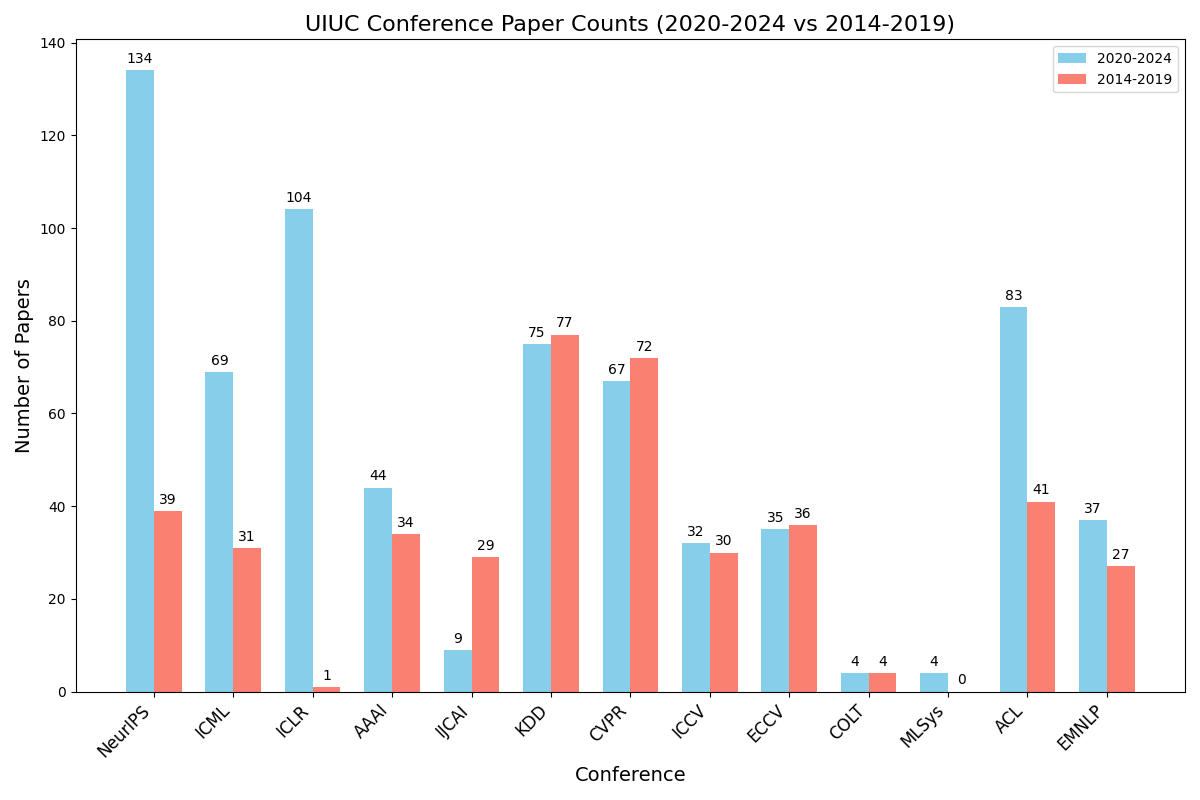 UIUC Conference Paper Counts (2020-2024 vs 2014-2019)
2020-2024
2014-2019
Number of Papers
140
120
100
80
60
40
20
0
134
39
69
31
104
1
44
34
9
29
75
77
67
72
32
30
35
36
4
4
4
0
83
41
37
27
NeurIPS
ICML
ICLR
AAAI
IJCAI
KDD
CVPR
ICCV
ECCV
COLT
MLSys
ACL
EMNLP
Conference